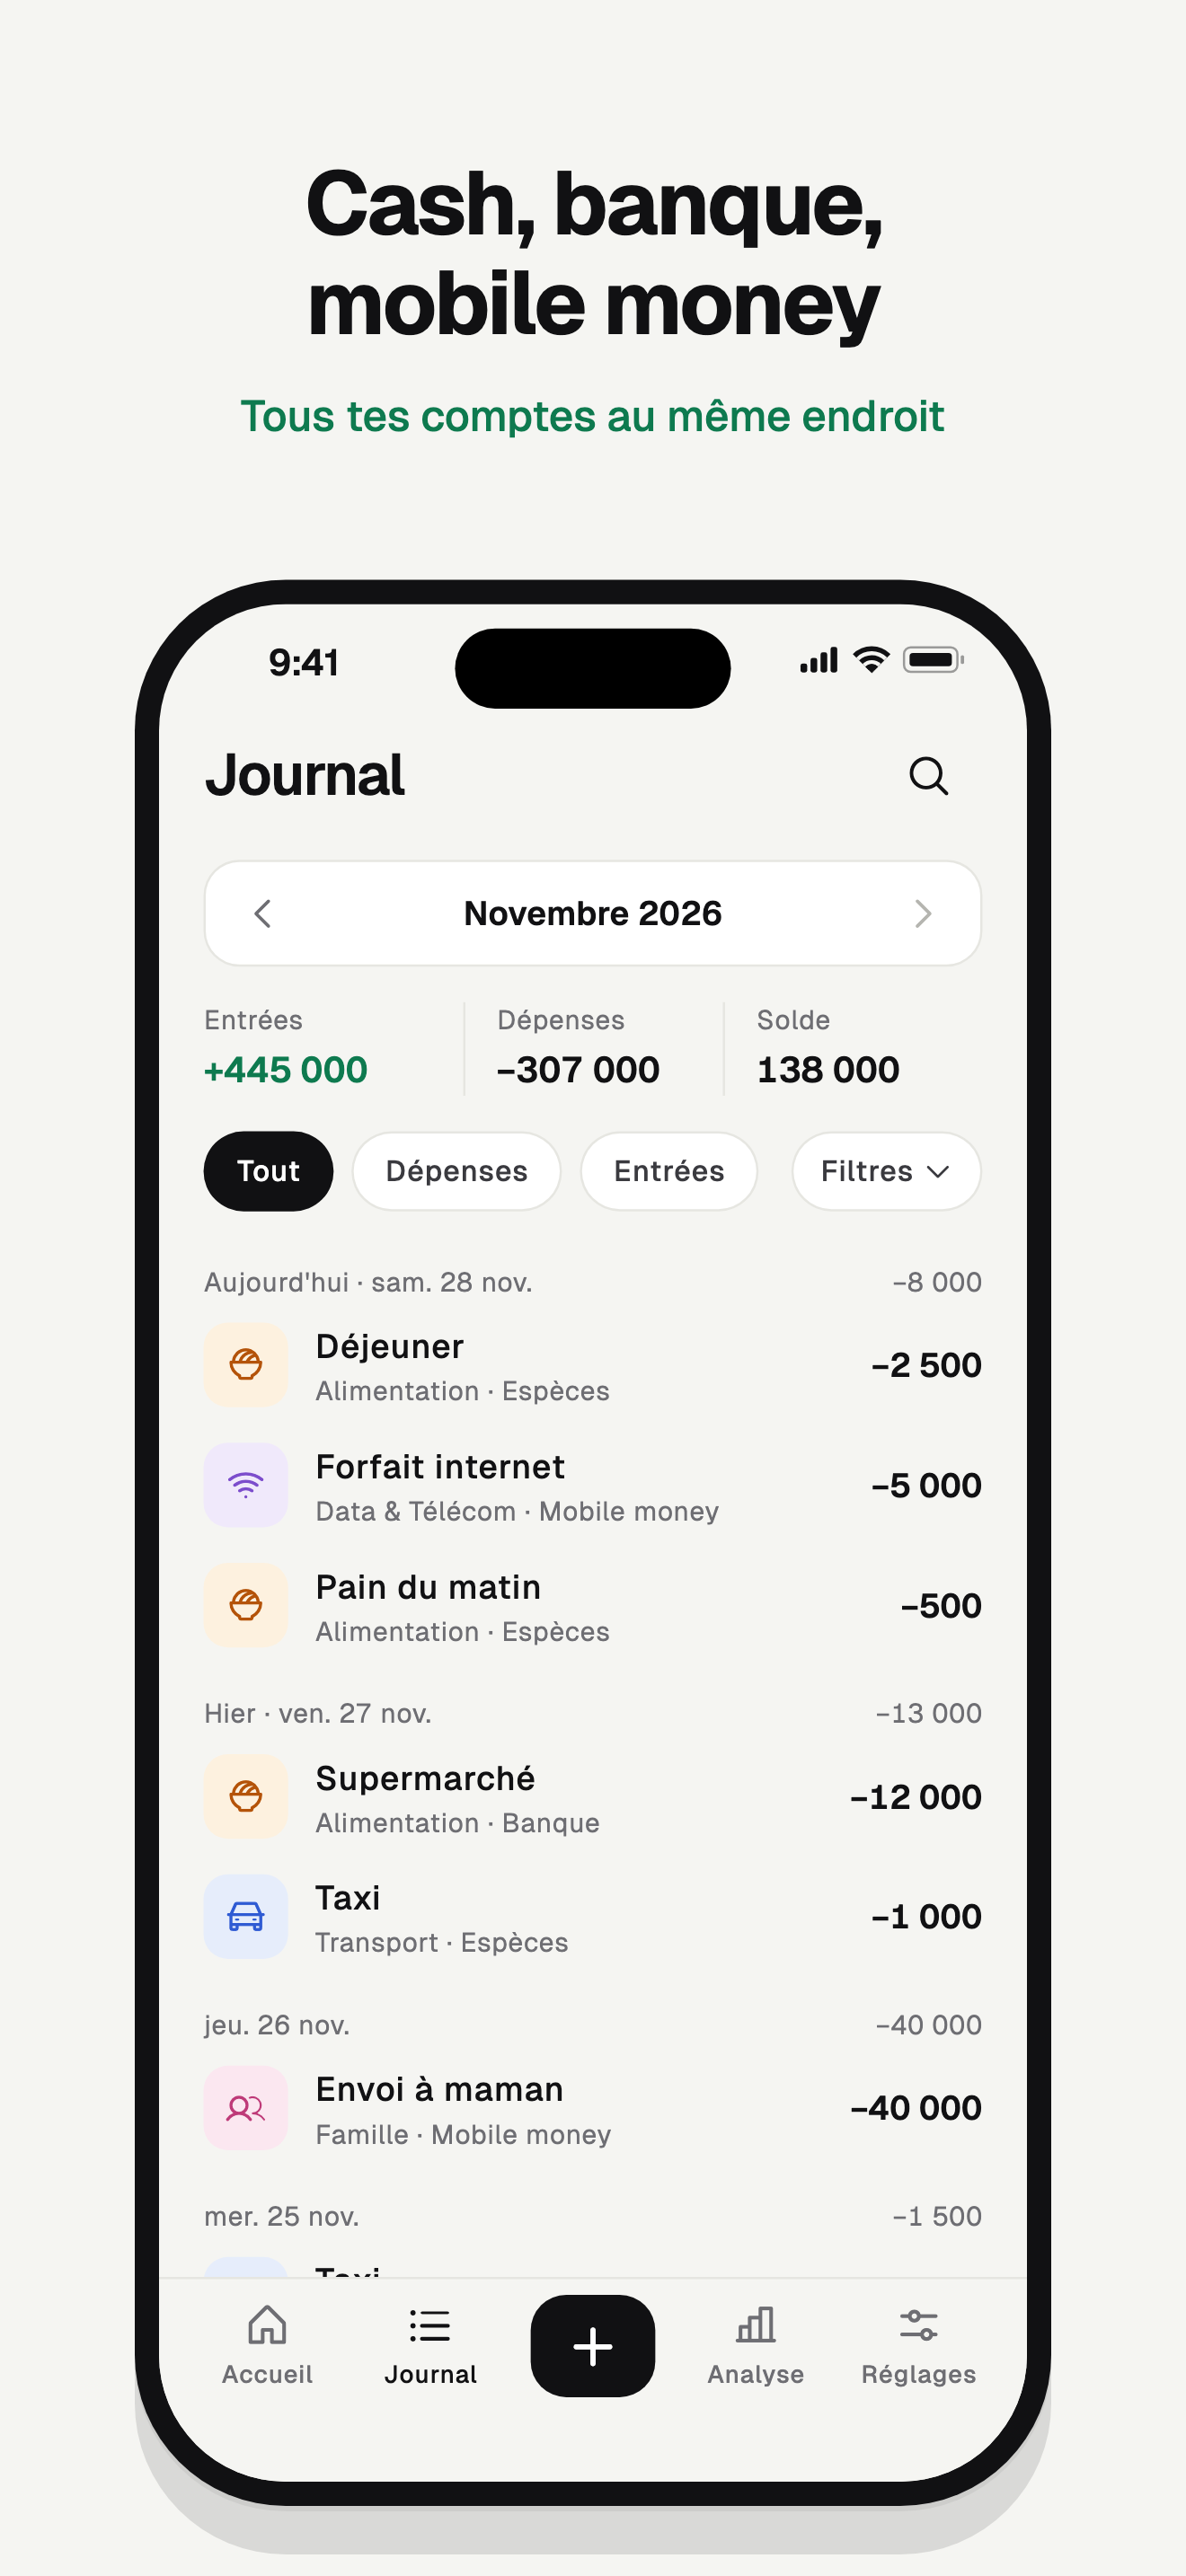 Cash, banque,
mobile money
Tous tes comptes au même endroit
9:41
Journal
Novembre 2026
Entrées Dépenses Solde
+445 000 −307 000 138 000
Tout Dépenses Entrées Filtres
Aujourd'hui · sam. 28 nov. −8 000
Déjeuner
Alimentation · Espèces
−2 500
Forfait internet
Data & Télécom · Mobile money
−5 000
Pain du matin
Alimentation · Espèces
−500
Hier · ven. 27 nov. −13 000
Supermarché
Alimentation · Banque
−12 000
Taxi
Transport · Espèces
−1 000
jeu. 26 nov. −40 000
Envoi à maman
Famille · Mobile money
−40 000
mer. 25 nov. −1 500
Taxi
Accueil Journal Analyse Réglages